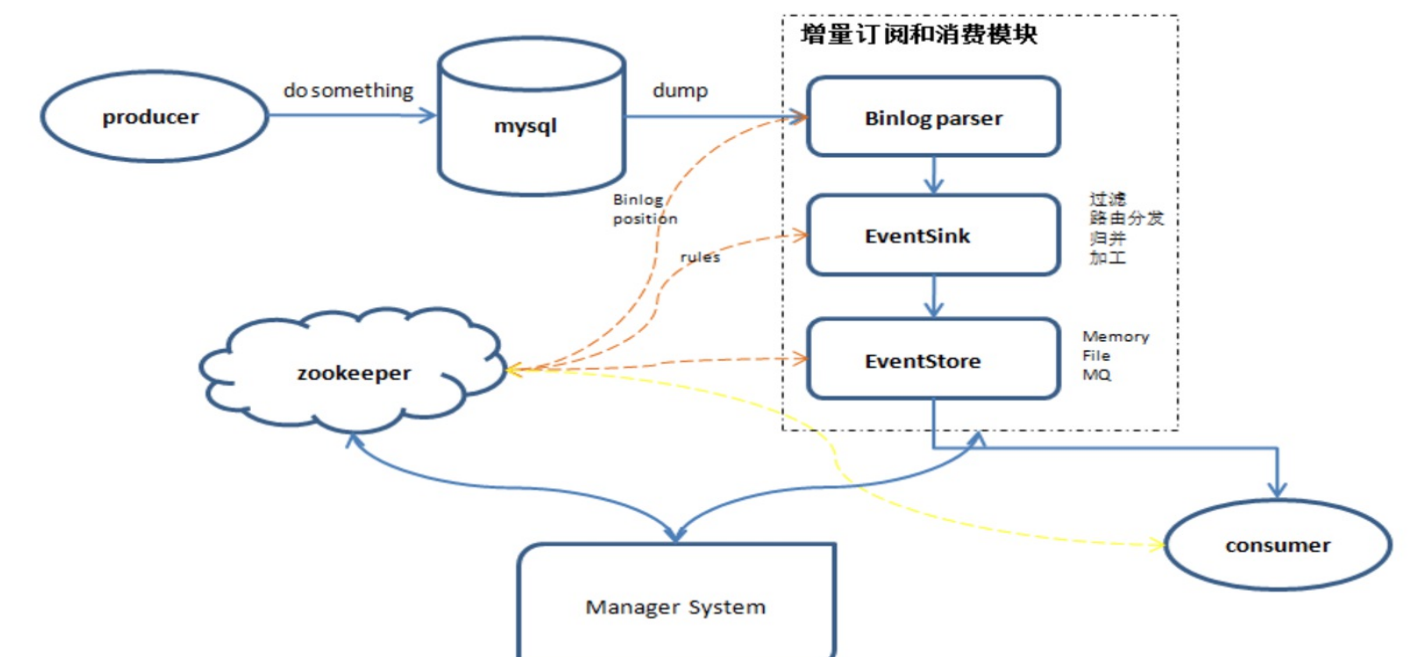 增量订阅和消费模块
do something
dump
producer
mysql
Binlog parser
Binlog
position
过滤
路由分发
归并
加工
EventSink
rules
Memory
File
MQ
EventStore
zookeeper
consumer
Manager System